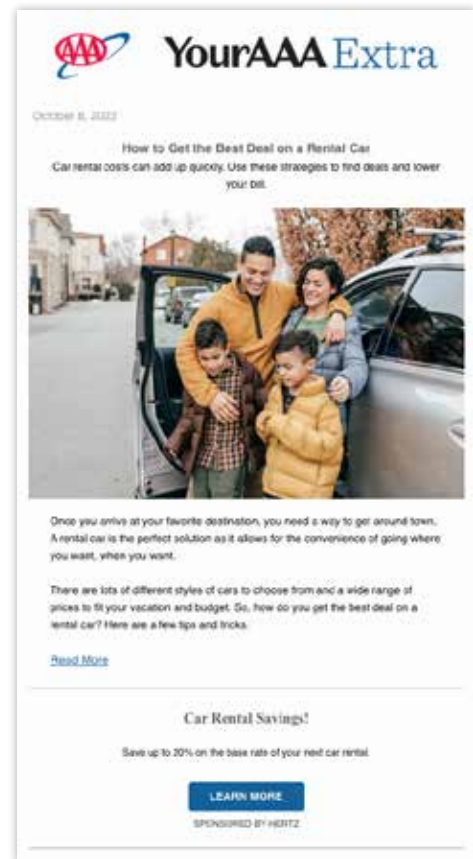 AAA
YourAAA Extra
October 8, 2022
How to Get the Best Deal on a Rental Car
Car rental costs can add up quickly. Use these strategies to find deals and lower
your bill.
Once you arrive at your favorite destination, you need a way to get around town.
A rental car is the perfect solution as it allows for the convenience of going where
you want, when you want.
There are lots of different styles of cars to choose from and a wide range of
prices to fit your vacation and budget. So, how do you get the best deal on a
rental car? Here are a few tips and tricks.
Read More
Car Rental Savings!
Save up to 20% on the base rate of your next car rental.
LEARN MORE
SPONSORED BY HERTZ